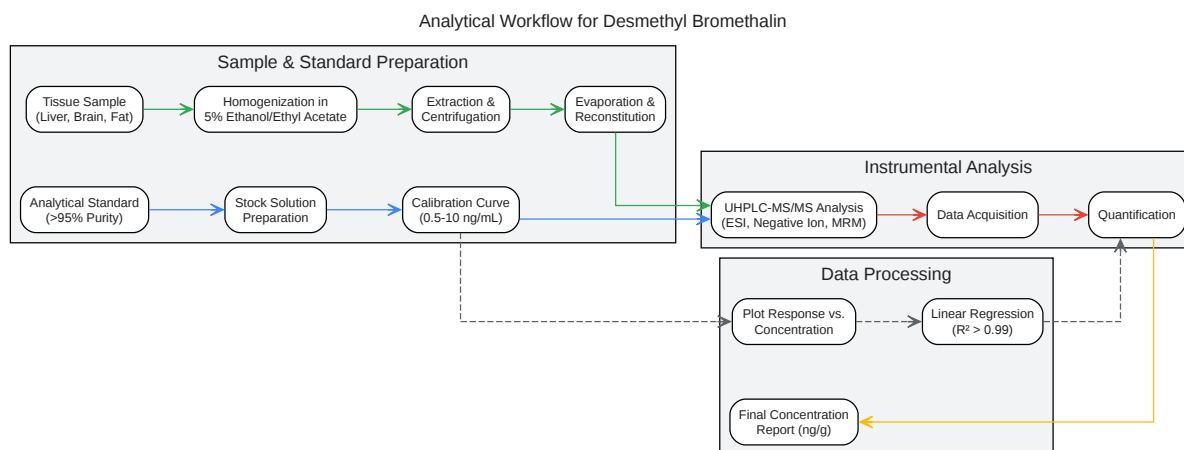 Analytical Workflow for Desmethyl Bromethalin
Sample & Standard Preparation
Tissue Sample
(Liver, Brain, Fat)
Homogenization in
5% Ethanol/Ethyl Acetate
Extraction &
Centrifugation
Evaporation &
Reconstitution
Analytical Standard
(>95% Purity)
Stock Solution
Preparation
Calibration Curve
(0.5-10 ng/mL)
Instrumental Analysis
UHPLC-MS/MS Analysis
(ESI, Negative Ion, MRM)
Data Acquisition
Quantification
Data Processing
Plot Response vs.
Concentration
Linear Regression
(R² > 0.99)
Final Concentration
Report (ng/g)